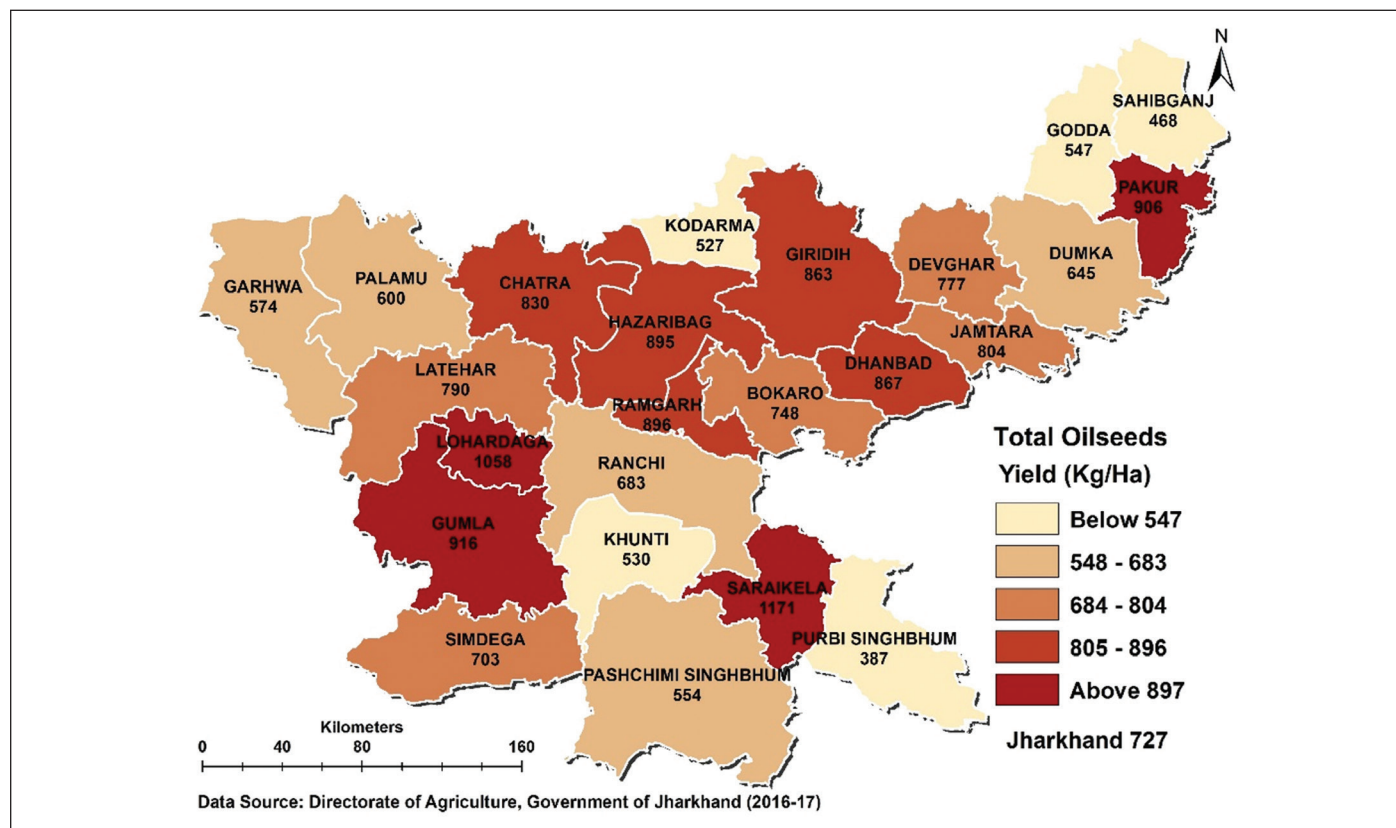 N
SAHIBGANJ
468
GODDA
547
PAKUR
906
KODARMA
527
GIRIDIH
863
DEVGHAR
777
DUMKA
645
GARHWA
574
PALAMU
600
CHATRA
830
HAZARIBAG
895
JAMTARA
804
DHANBAD
867
LATEHAR
790
BOKARO
748
RAMGARH
896
LOHARDAGA
1058
RANCHI
683
GUMLA
916
KHUNTI
530
SARAIKELA
1171
SIMDEGA
703
PURBI SINGHBHUM
387
PASHCHIMI SINGHBHUM
554
Total Oilseeds
Yield (Kg/Ha)
Below 547
548 - 683
684 - 804
805 - 896
Above 897
Jharkhand 727
Kilometers
0 40 80 160
Data Source: Directorate of Agriculture, Government of Jharkhand (2016-17)